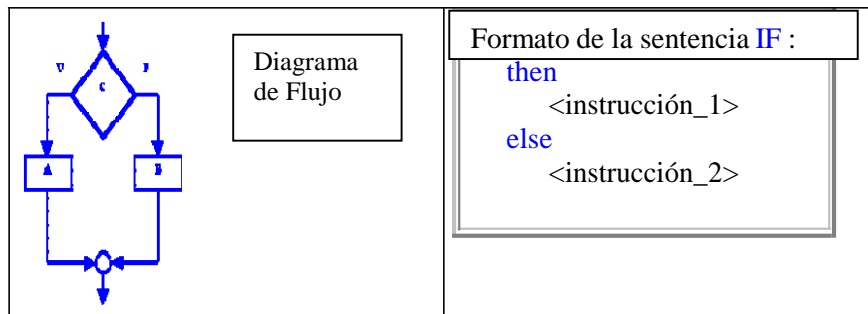 V F
C
A B
Diagrama
de Flujo
Formato de la sentencia IF :
then
<instrucción_1>
else
<instrucción_2>